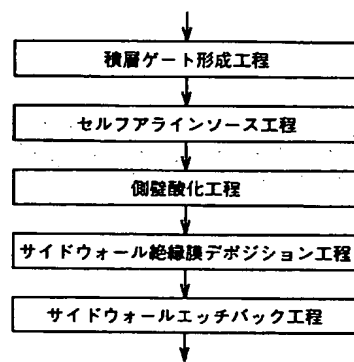 積層ゲート形成工程
セルフアラインソース工程
側壁酸化工程
サイドウォール絶縁膜デポジション工程
サイドウォールエッチバック工程